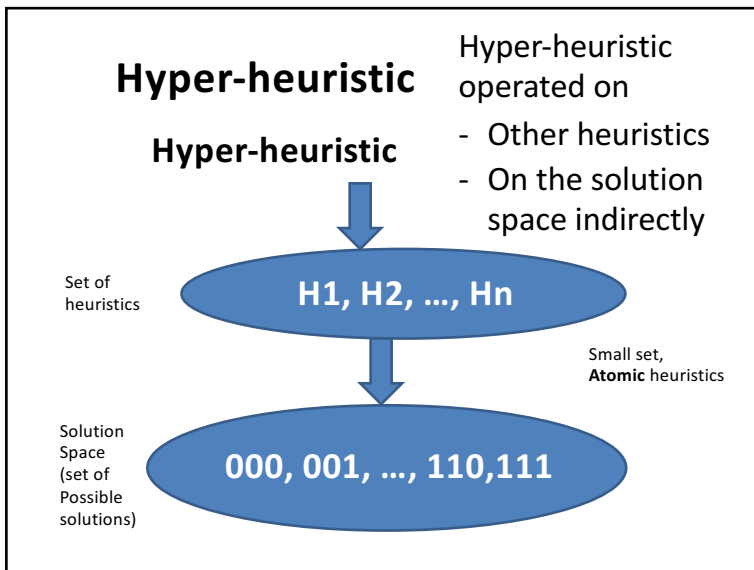 Hyper-heuristic
Hyper-heuristic
operated on
- Other heuristics
- On the solution
space indirectly
Hyper-heuristic
Set of
heuristics
H1, H2, ..., Hn
Small set,
Atomic heuristics
Solution
Space
(set of
Possible
solutions)
000, 001, ..., 110,111